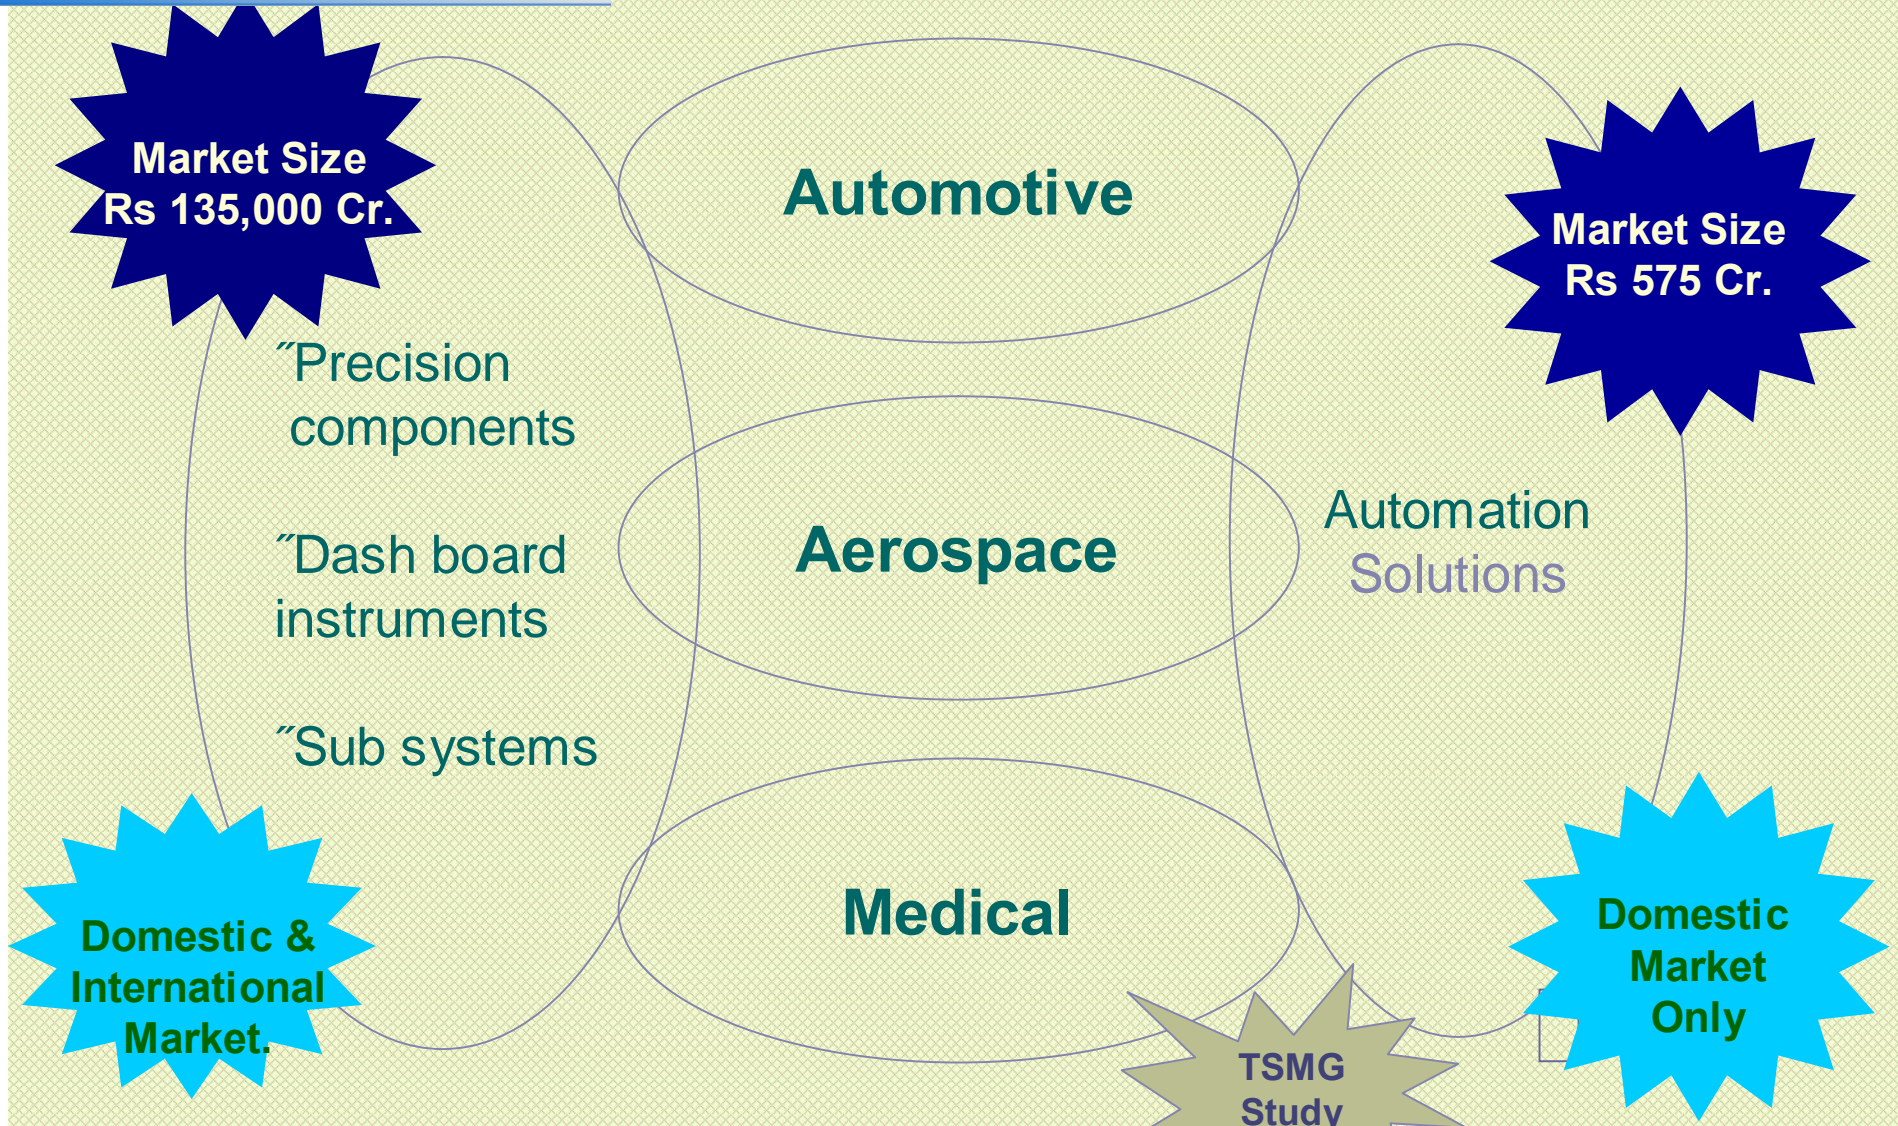 Market Size
Rs 135,000 Cr.
Automotive
Market Size
Rs 575 Cr.
˝Precision
components
˝Dash board
instruments
˝Sub systems
Aerospace
Automation
Solutions
Medical
Domestic &
International
Market.
Domestic
Market
Only
TSMG
Study